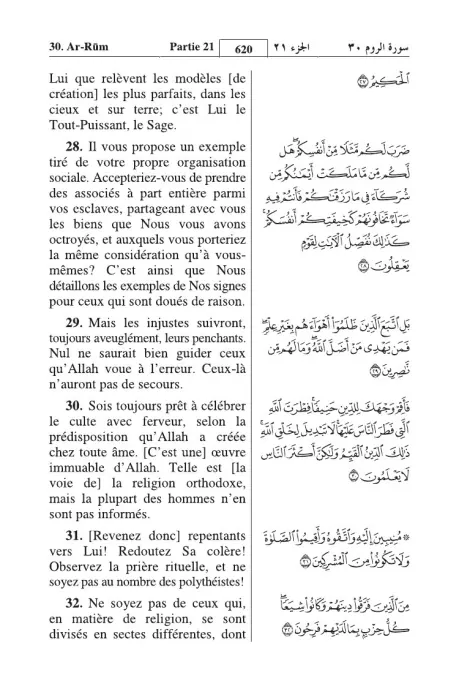 30. Ar-Rūm Partie 21 620 الجزء ٢١ سورة الروم ٣٠
Lui que relèvent les modèles [de
création] les plus parfaits, dans les
cieux et sur terre; c’est Lui le
Tout-Puissant, le Sage.
28. Il vous propose un exemple
tiré de votre propre organisation
sociale. Accepteriez-vous de prendre
des associés à part entière parmi
vos esclaves, partageant avec vous
les biens que Nous vous avons
octroyés, et auxquels vous porteriez
la même considération qu’à vous-
mêmes? C’est ainsi que Nous
détaillons les exemples de Nos signes
pour ceux qui sont doués de raison.
29. Mais les injustes suivront,
toujours aveuglément, leurs penchants.
Nul ne saurait bien guider ceux
qu’Allah voue à l’erreur. Ceux-là
n’auront pas de secours.
30. Sois toujours prêt à célébrer
le culte avec ferveur, selon la
prédisposition qu’Allah a créée
chez toute âme. [C’est une] œuvre
immuable d’Allah. Telle est [la
voie de] la religion orthodoxe,
mais la plupart des hommes n’en
sont pas informés.
31. [Revenez donc] repentants
vers Lui! Redoutez Sa colère!
Observez la prière rituelle, et ne
soyez pas au nombre des polythéistes!
32. Ne soyez pas de ceux qui,
en matière de religion, se sont
divisés en sectes différentes, dont
ٱلْحَكِيمُ ٢٧
ضَرَبَ لَكُم مَّثَلًا مِّنْ أَنفُسِكُمْ ۖ هَل
لَّكُم مِّن مَّا مَلَكَتْ أَيْمَٰنُكُم مِّن
شُرَكَآءَ فِى مَا رَزَقْنَٰكُمْ فَأَنتُمْ فِيهِ
سَوَآءٌ تَخَافُونَهُمْ كَخِيفَتِكُمْ أَنفُسَكُمْ ۚ
كَذَٰلِكَ نُفَصِّلُ ٱلْءَايَٰتِ لِقَوْمٍ
يَعْقِلُونَ ٢٨
بَلِ ٱتَّبَعَ ٱلَّذِينَ ظَلَمُوٓا۟ أَهْوَآءَهُم بِغَيْرِ عِلْمٍ ۖ
فَمَن يَهْدِى مَنْ أَضَلَّ ٱللَّهُ ۖ وَمَا لَهُم مِّن
نَّٰصِرِينَ ٢٩
فَأَقِمْ وَجْهَكَ لِلدِّينِ حَنِيفًا ۚ فِطْرَتَ ٱللَّهِ
ٱلَّتِى فَطَرَ ٱلنَّاسَ عَلَيْهَا ۚ لَا تَبْدِيلَ لِخَلْقِ ٱللَّهِ ۚ
ذَٰلِكَ ٱلدِّينُ ٱلْقَيِّمُ وَلَٰكِنَّ أَكْثَرَ ٱلنَّاسِ
لَا يَعْلَمُونَ ٣٠
* مُنِيبِينَ إِلَيْهِ وَٱتَّقُوهُ وَأَقِيمُوا۟ ٱلصَّلَوٰةَ
وَلَا تَكُونُوا۟ مِنَ ٱلْمُشْرِكِينَ ٣١
مِنَ ٱلَّذِينَ فَرَّقُوا۟ دِينَهُمْ وَكَانُوا۟ شِيَعًا ۖ
كُلُّ حِزْبٍۭ بِمَا لَدَيْهِمْ فَرِحُونَ ٣٢